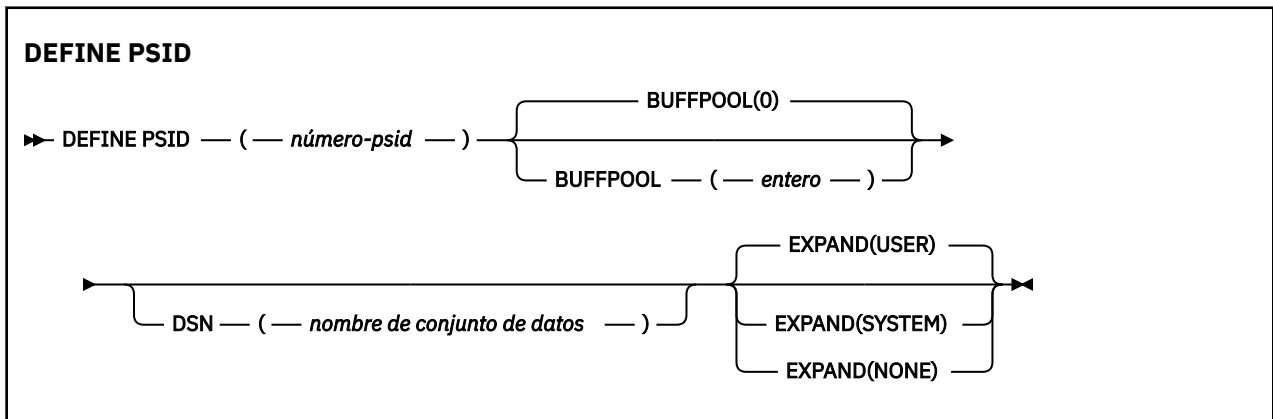 DEFINE PSID
BUFFPOOL(0)
DEFINE PSID ( número-psid )
BUFFPOOL ( entero )
EXPAND(USER)
DSN ( nombre de conjunto de datos )
EXPAND(SYSTEM)
EXPAND(NONE)